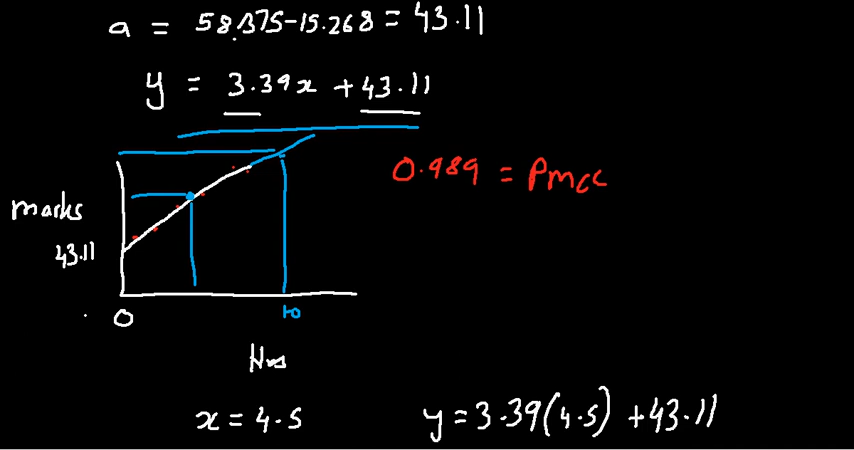 a = 58.375-15.268 = 43.11
y = 3.39x + 43.11
0.989 = Pmcc
marks
43.11
0
10
Hrs
x = 4.5
y = 3.39(4.5) + 43.11